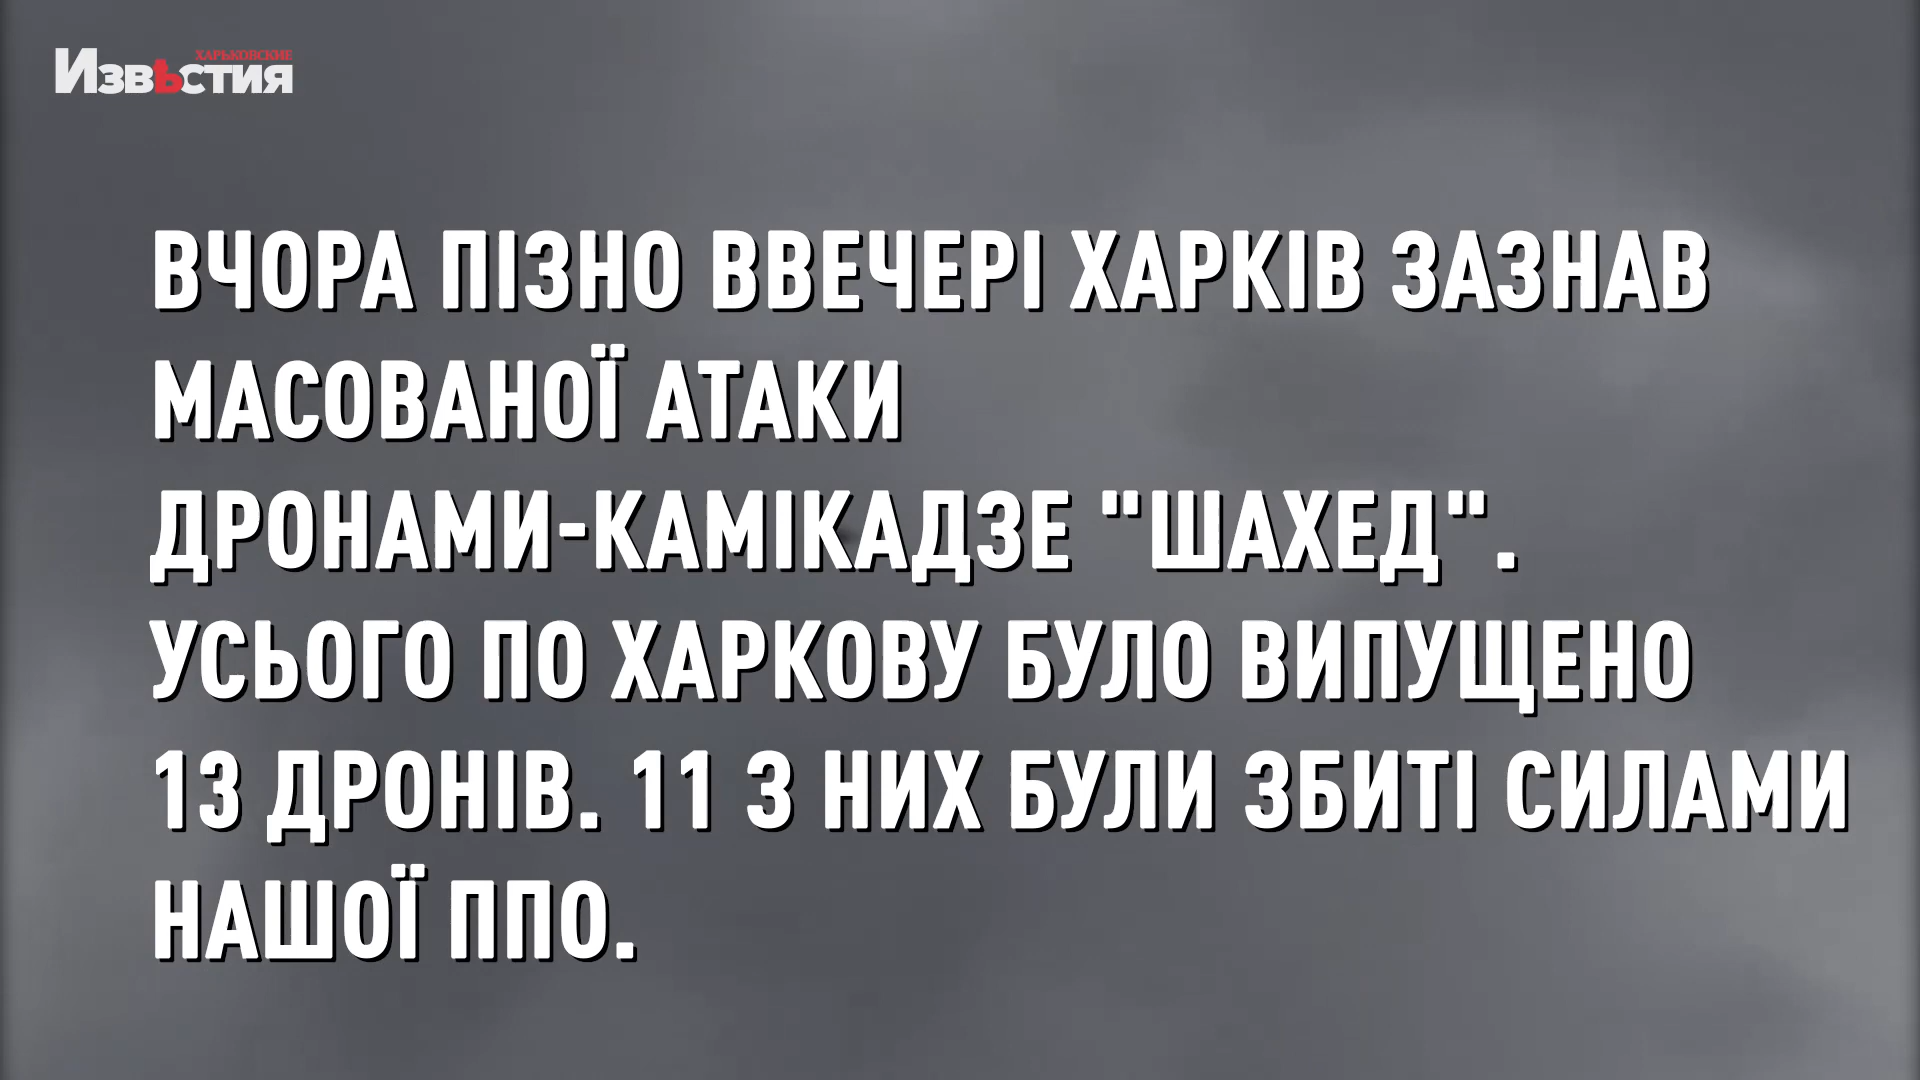 ХАРЬКОВСКИЕ
ИЗВѢСТИЯ
ВЧОРА ПІЗНО ВВЕЧЕРІ ХАРКІВ ЗАЗНАВ
МАСОВАНОЇ АТАКИ
ДРОНАМИ-КАМІКАДЗЕ "ШАХЕД".
УСЬОГО ПО ХАРКОВУ БУЛО ВИПУЩЕНО
13 ДРОНІВ. 11 З НИХ БУЛИ ЗБИТІ СИЛАМИ
НАШОЇ ППО.